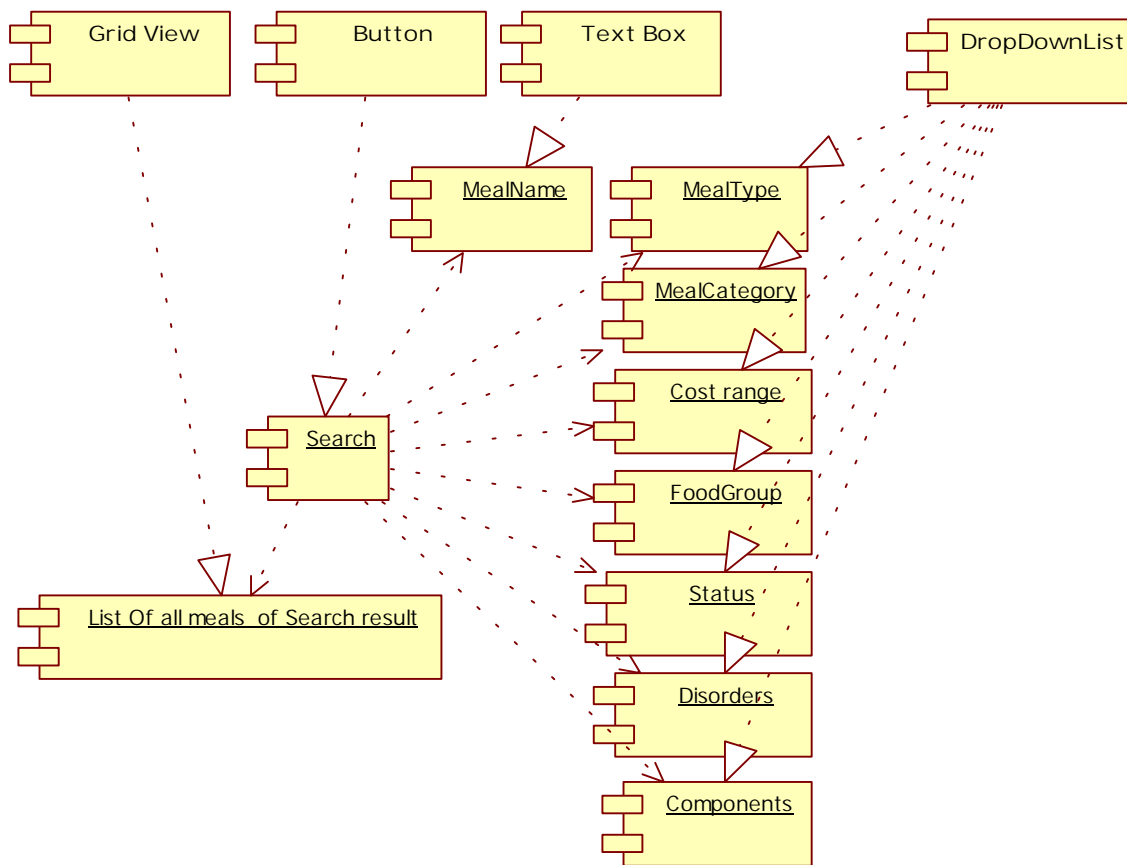 Grid View
Button
Text Box
DropDownList
MealName
MealType
MealCategory
Cost range
Search
FoodGroup
Status
List Of all meals  of Search result
Disorders
Components